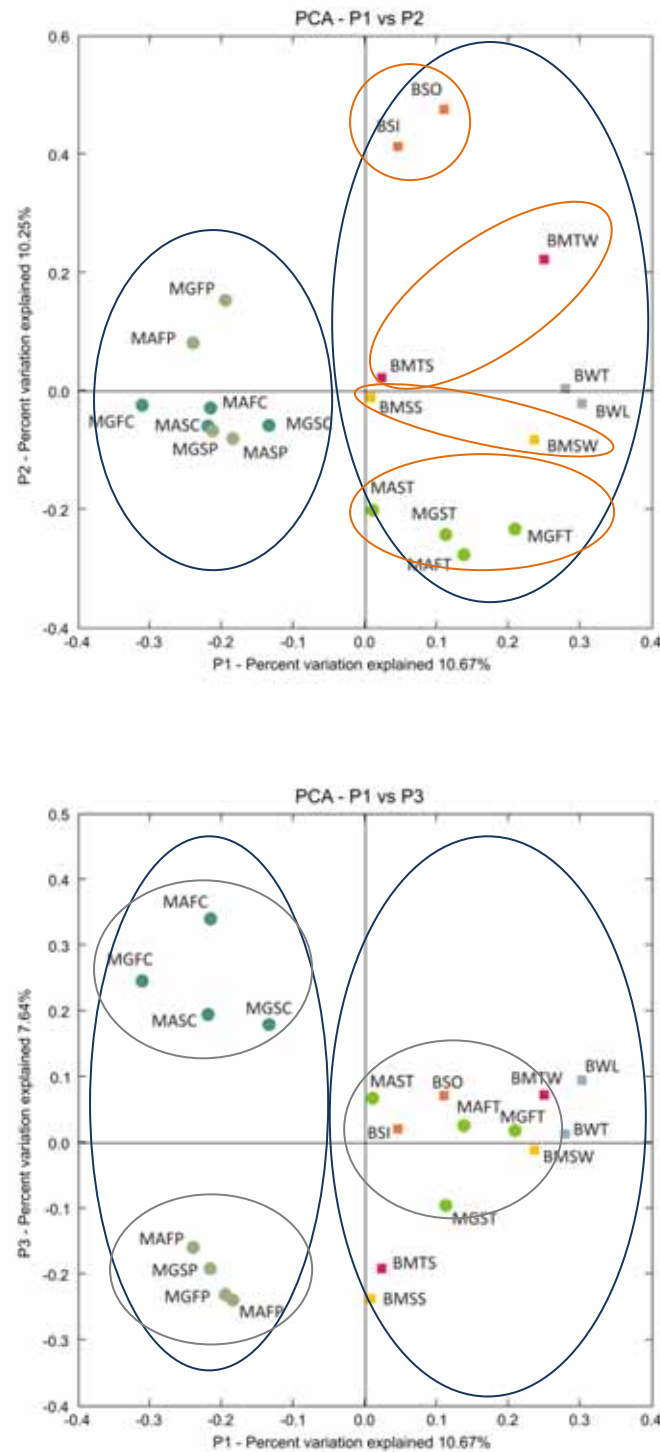 PCA - P1 vs P2
0.6
BSO
BSI
0.4
P2 - Percent variation explained 10.25%
BMTW
0.2
MGFP
MAFP
BMTS
BWT
0.0
BMSS
BWL
MGFC
MAFC
MASC
MGSC
MGSP
MASP
BMSW
-0.2
MAST
MGST
MGFT
MAFT
-0.4
-0.4 -0.3 -0.2 -0.1 0.0 0.1 0.2 0.3 0.4
P1 - Percent variation explained 10.67%
PCA - P1 vs P3
0.5
0.4
MAFC
0.3
MGFC
P3 - Percent variation explained 7.64%
0.2
MASC
MGSC
0.1
MAST
BSO
BMTW
BWL
MAFT
MGFT
BSI
BWT
0.0
BMSW
-0.1
MGST
MAFP
BMTS
-0.2
MGSP
MGFP
MAFP
BMSS
-0.3
-0.4
-0.4 -0.3 -0.2 -0.1 0.0 0.1 0.2 0.3 0.4
P1 - Percent variation explained 10.67%